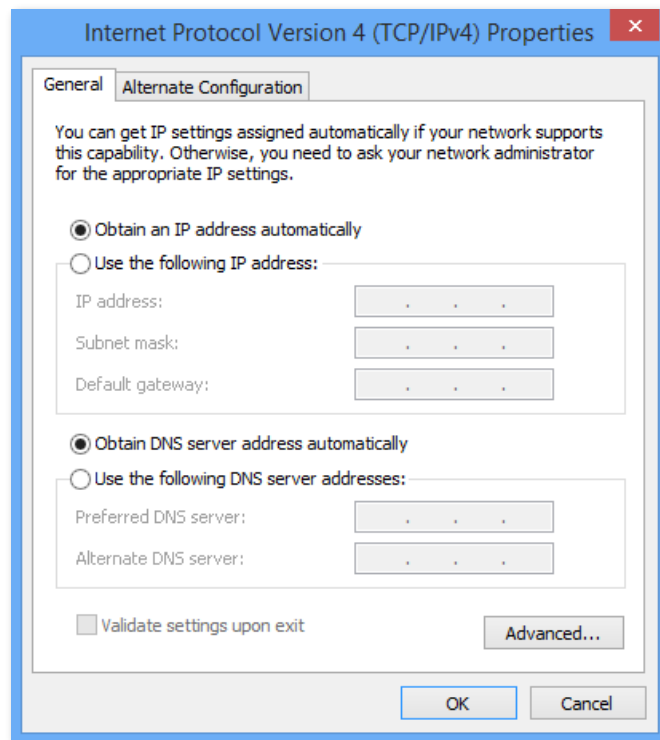 Internet Protocol Version 4 (TCP/IPv4) Properties
General
Alternate Configuration
You can get IP settings assigned automatically if your network supports
this capability. Otherwise, you need to ask your network administrator
for the appropriate IP settings.
Obtain an IP address automatically
Use the following IP address:
IP address:
Subnet mask:
Default gateway:
Obtain DNS server address automatically
Use the following DNS server addresses:
Preferred DNS server:
Alternate DNS server:
Validate settings upon exit
Advanced...
OK
Cancel